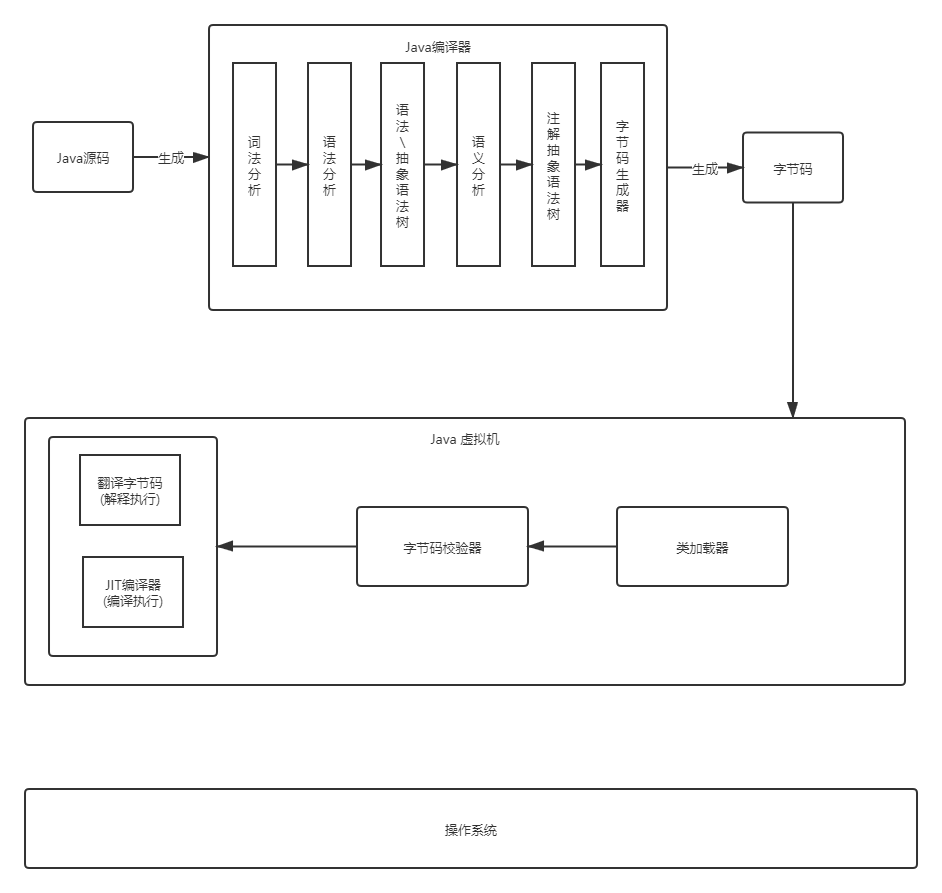 Java编译器
Java源码
生成
词法分析
语法分析
语法\抽象语法树
语义分析
注解抽象语法树
字节码生成器
生成
字节码
Java 虚拟机
翻译字节码
(解释执行)
JIT编译器
(编译执行)
字节码校验器
类加载器
操作系统